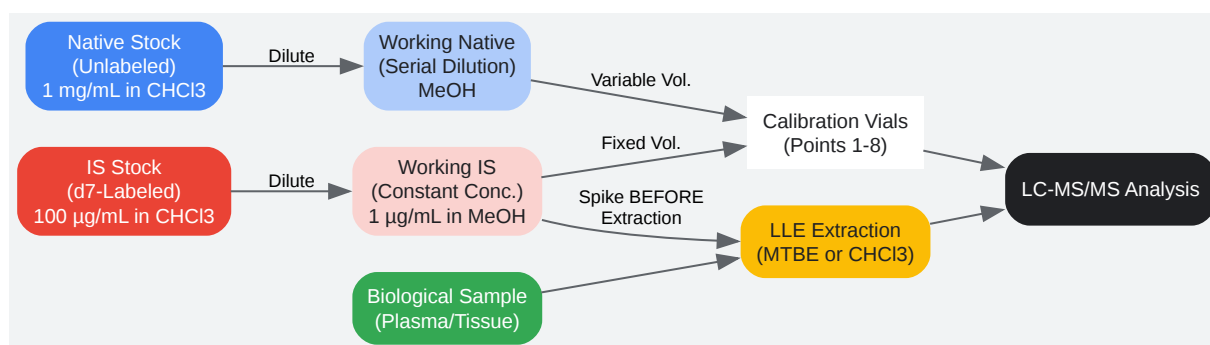 Native Stock
(Unlabeled)
1 mg/mL in CHCl3
Dilute
Working Native
(Serial Dilution)
MeOH
Variable Vol.
Calibration Vials
(Points 1-8)
IS Stock
(d7-Labeled)
100 µg/mL in CHCl3
Dilute
Working IS
(Constant Conc.)
1 µg/mL in MeOH
Fixed Vol.
Spike BEFORE
Extraction
LLE Extraction
(MTBE or CHCl3)
LC-MS/MS Analysis
Biological Sample
(Plasma/Tissue)